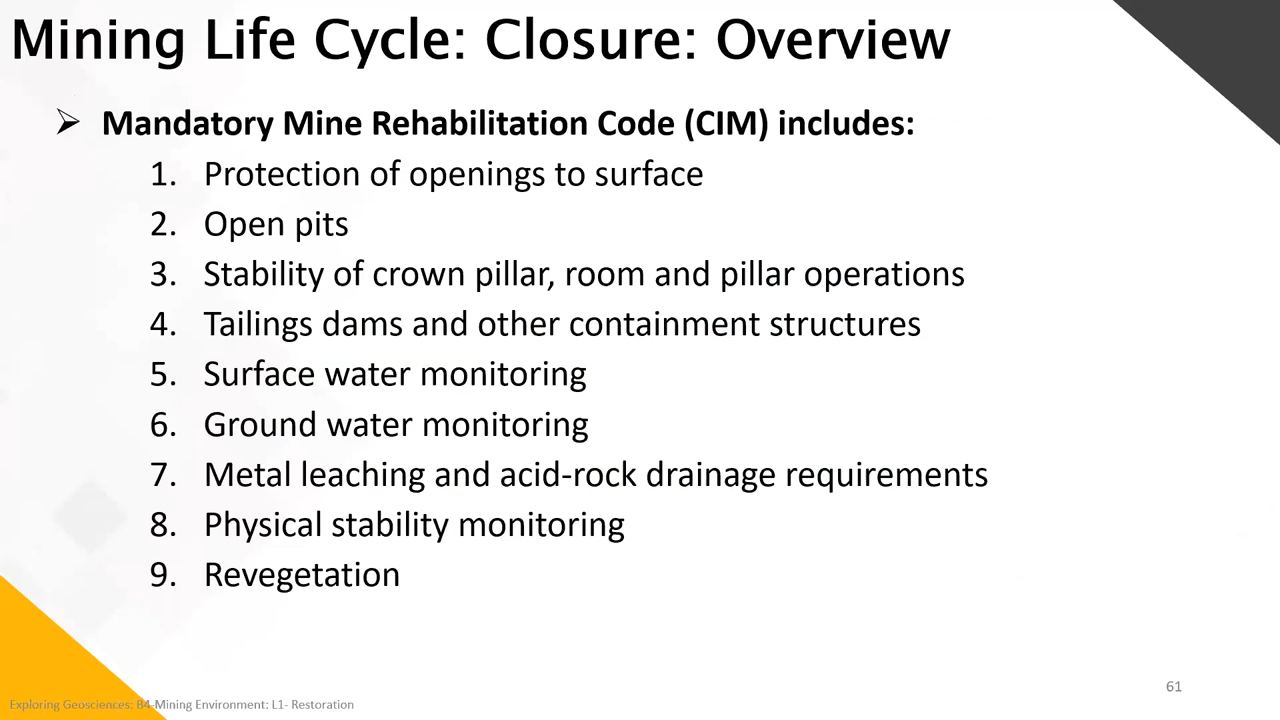 Mining Life Cycle: Closure: Overview
➢ Mandatory Mine Rehabilitation Code (CIM) includes:
1. Protection of openings to surface
2. Open pits
3. Stability of crown pillar, room and pillar operations
4. Tailings dams and other containment structures
5. Surface water monitoring
6. Ground water monitoring
7. Metal leaching and acid-rock drainage requirements
8. Physical stability monitoring
9. Revegetation
61
Exploring Geosciences: B4-Mining Environment: L1- Restoration